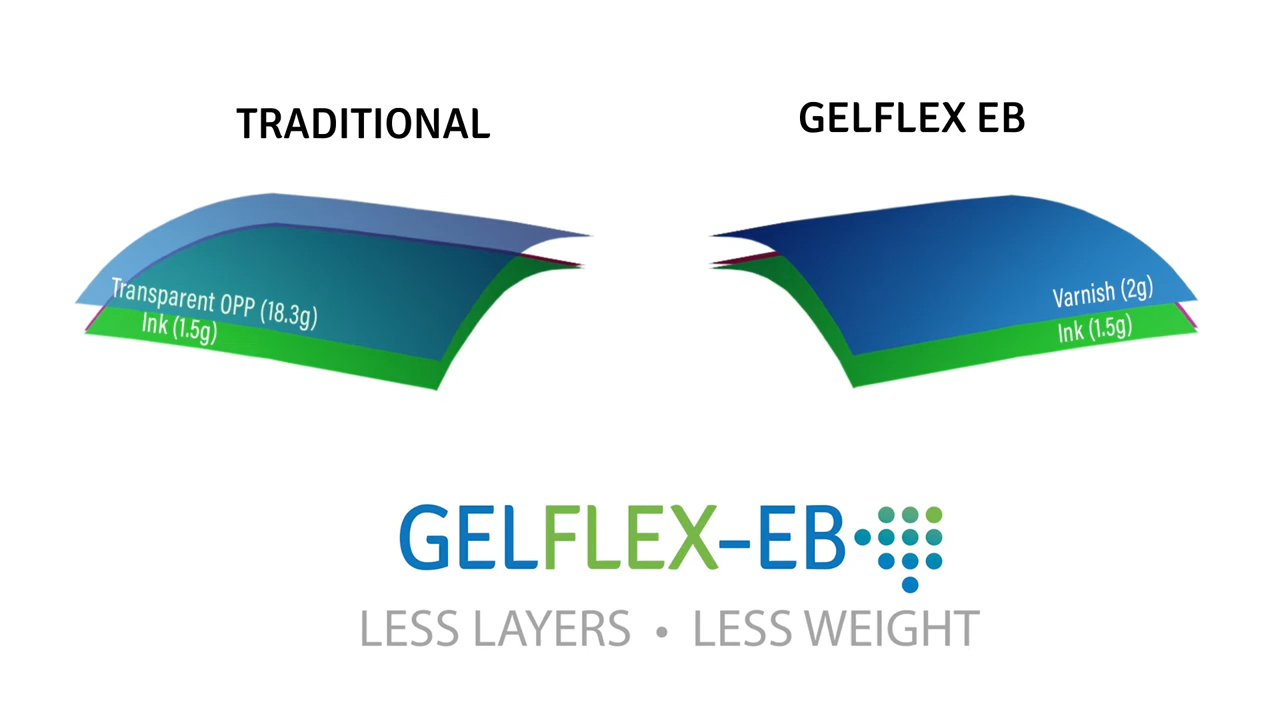 TRADITIONAL
Transparent OPP (18.3g)
Ink (1.5g)
GELFLEX EB
Varnish (2g)
Ink (1.5g)
GELFLEX-EB
LESS LAYERS • LESS WEIGHT